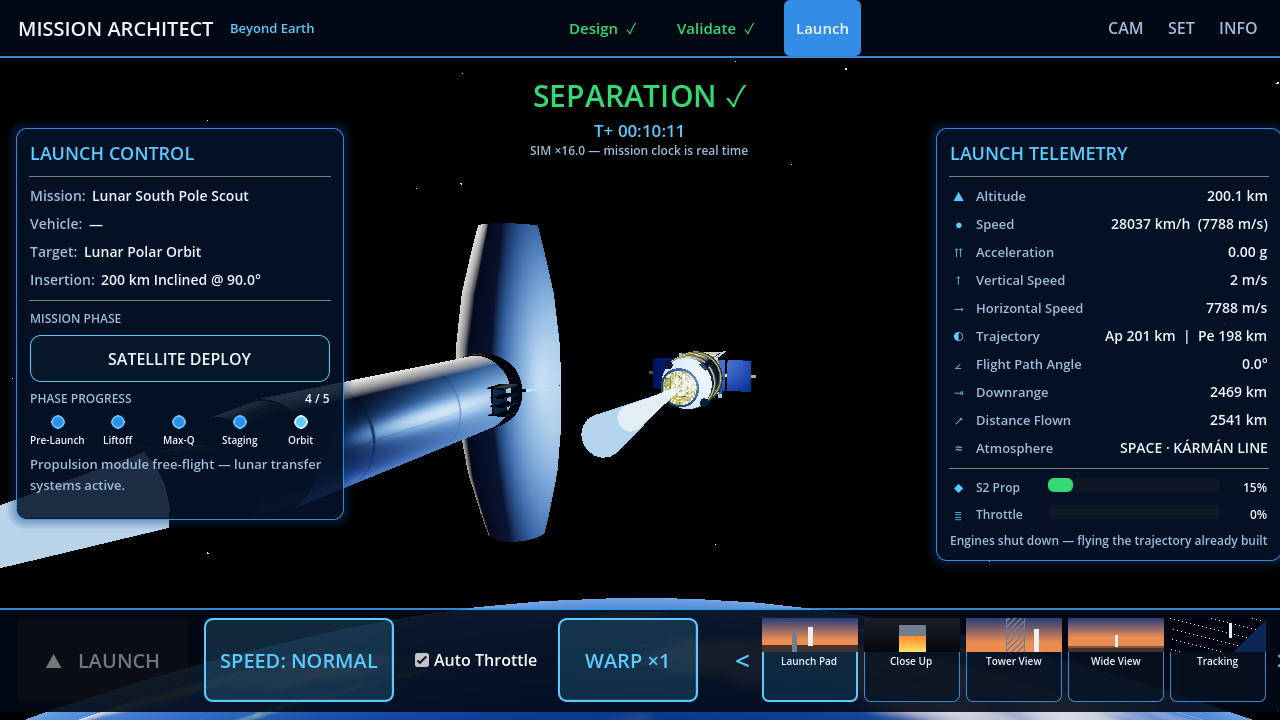 MISSION ARCHITECT Beyond Earth Design ✓ Validate ✓ Launch CAM SET INFO
SEPARATION ✓
T+ 00:10:11
SIM ×16.0 — mission clock is real time
LAUNCH CONTROL
Mission: Lunar South Pole Scout
Vehicle: —
Target: Lunar Polar Orbit
Insertion: 200 km Inclined @ 90.0°
MISSION PHASE
SATELLITE DEPLOY
PHASE PROGRESS 4 / 5
Pre-Launch Liftoff Max-Q Staging Orbit
Propulsion module free-flight — lunar transfer
systems active.
LAUNCH TELEMETRY
Altitude 200.1 km
Speed 28037 km/h (7788 m/s)
Acceleration 0.00 g
Vertical Speed 2 m/s
Horizontal Speed 7788 m/s
Trajectory Ap 201 km | Pe 198 km
Flight Path Angle 0.0°
Downrange 2469 km
Distance Flown 2541 km
Atmosphere SPACE · KÁRMÁN LINE
S2 Prop 15%
Throttle 0%
Engines shut down — flying the trajectory already built
▲ LAUNCH SPEED: NORMAL Auto Throttle WARP ×1 < Launch Pad Close Up Tower View Wide View Tracking